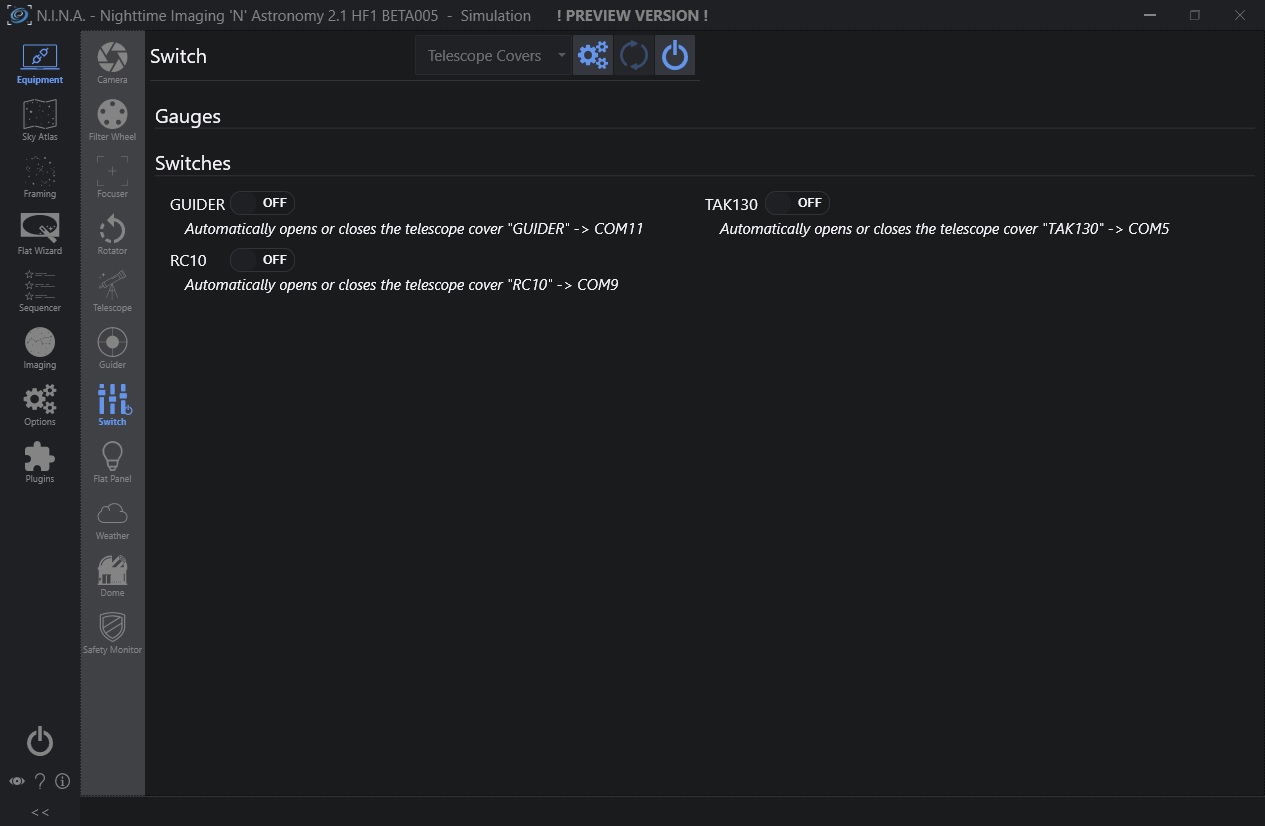 N.I.N.A. - Nighttime Imaging 'N' Astronomy 2.1 HF1 BETA005 - Simulation ! PREVIEW VERSION !
Equipment
Sky Atlas
Framing
Flat Wizard
Sequencer
Imaging
Options
Plugins
?
<<
Camera
Filter Wheel
Focuser
Rotator
Telescope
Guider
Switch
Flat Panel
Weather
Dome
Safety Monitor
Switch
Telescope Covers
Gauges
Switches
GUIDER OFF
Automatically opens or closes the telescope cover "GUIDER" -> COM11
TAK130 OFF
Automatically opens or closes the telescope cover "TAK130" -> COM5
RC10 OFF
Automatically opens or closes the telescope cover "RC10" -> COM9